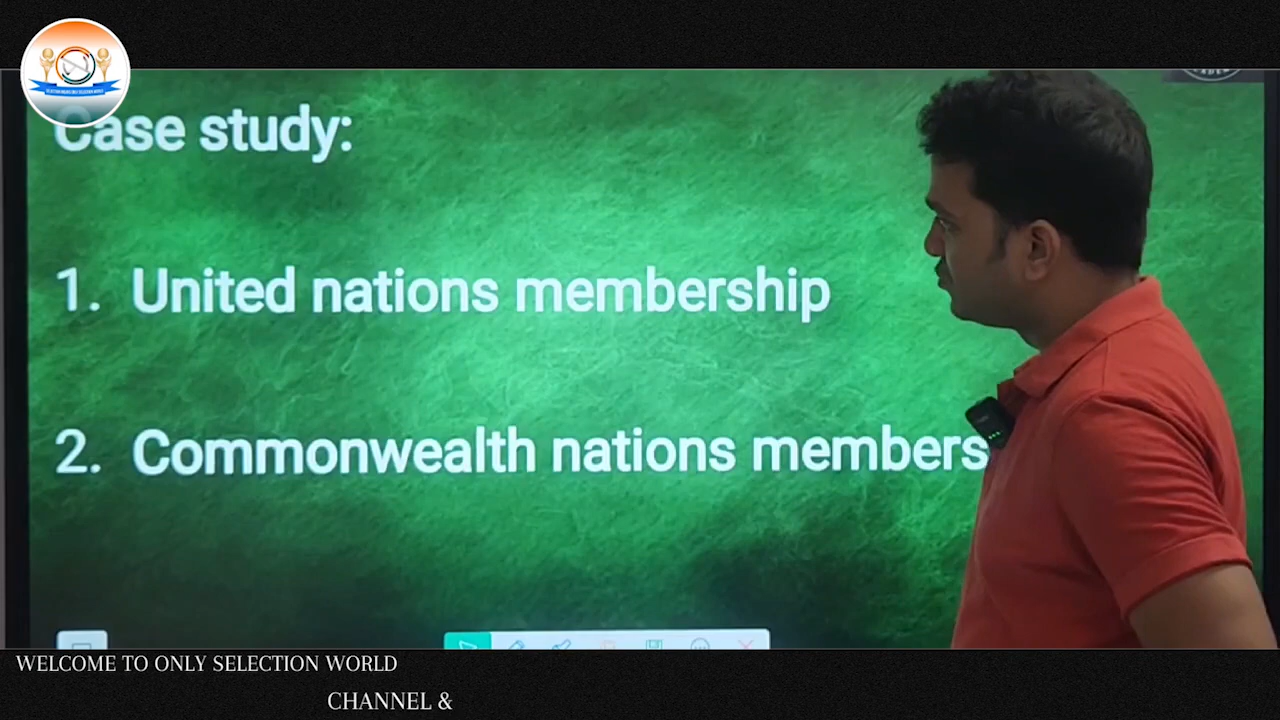 Case study:
1. United nations membership
2. Commonwealth nations members
WELCOME TO ONLY SELECTION WORLD
CHANNEL &